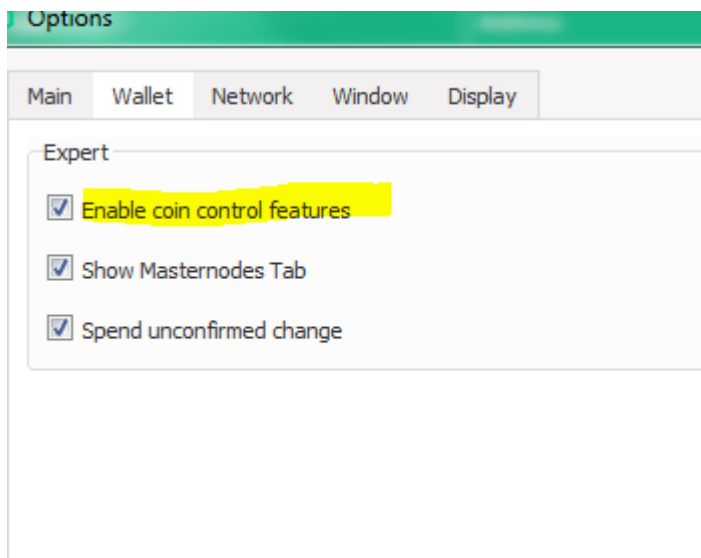 Options
Main Wallet Network Window Display
Expert
Enable coin control features
Show Masternodes Tab
Spend unconfirmed change